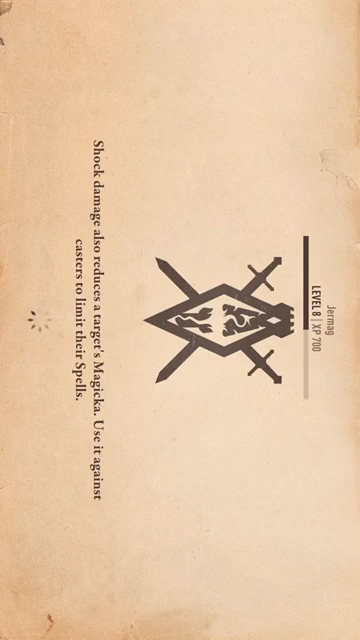 Jermag
LEVEL 8 | XP 700
Shock damage also reduces a target's Magicka. Use it against
casters to limit their Spells.